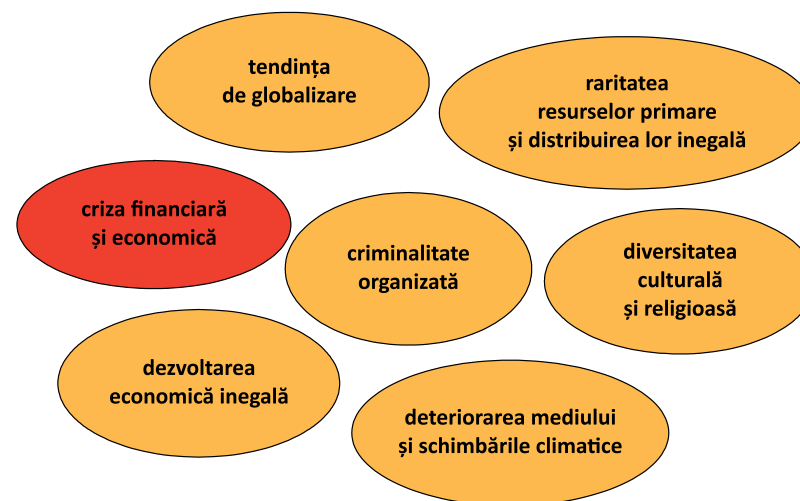 tendința
de globalizare
raritatea
resurselor primare
și distribuirea lor inegală
criza financiară
și economică
criminalitate
organizată
diversitatea
culturală
și religioasă
dezvoltarea
economică inegală
deteriorarea mediului
și schimbările climatice